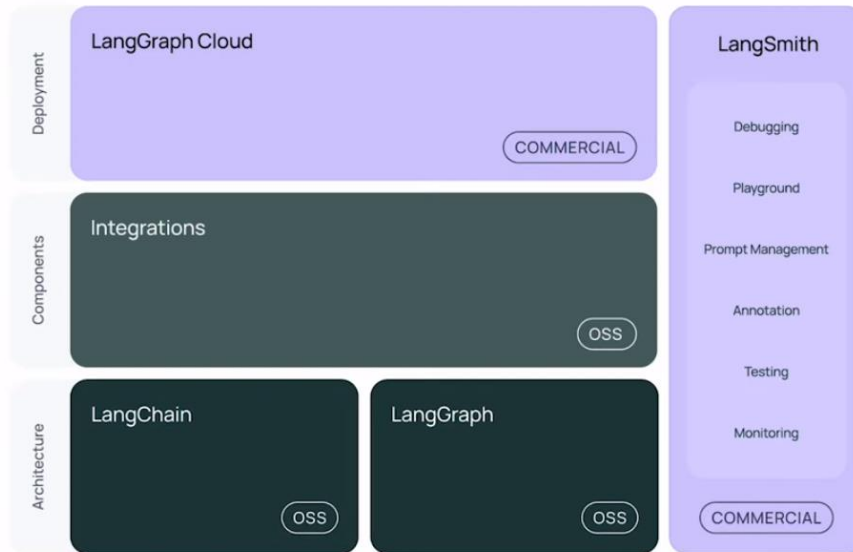 Deployment
LangGraph Cloud
COMMERCIAL
Components
Integrations
OSS
Architecture
LangChain
OSS
LangGraph
OSS
LangSmith
Debugging
Playground
Prompt Management
Annotation
Testing
Monitoring
COMMERCIAL